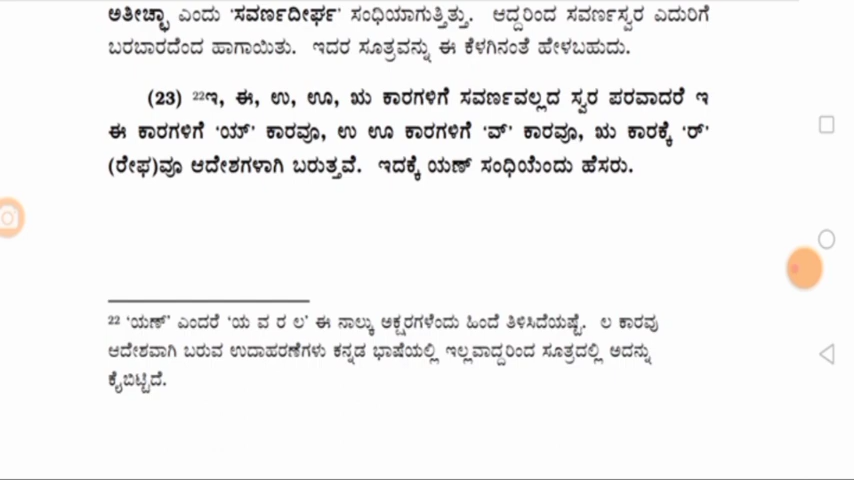 ಅತೀಚ್ಛಾ ಎಂದು ‘ಸವರ್ಣದೀರ್ಘ’ ಸಂಧಿಯಾಗುತ್ತಿತ್ತು. ಆದ್ದರಿಂದ ಸವರ್ಣಸ್ವರ ಎದುರಿಗೆ
ಬರಬಾರದೆಂದ ಹಾಗಾಯಿತು. ಇದರ ಸೂತ್ರವನ್ನು ಈ ಕೆಳಗಿನಂತೆ ಹೇಳಬಹುದು.
(23) ²²ಇ, ಈ, ಉ, ಊ, ಋ ಕಾರಗಳಿಗೆ ಸವರ್ಣವಲ್ಲದ ಸ್ವರ ಪರವಾದರೆ ಇ
ಈ ಕಾರಗಳಿಗೆ ‘ಯ್’ ಕಾರವೂ, ಉ ಊ ಕಾರಗಳಿಗೆ ‘ವ್’ ಕಾರವೂ, ಋ ಕಾರಕ್ಕೆ ‘ರ್’
(ರೇಫ)ವೂ ಆದೇಶಗಳಾಗಿ ಬರುತ್ತವೆ. ಇದಕ್ಕೆ ಯಣ್ ಸಂಧಿಯೆಂದು ಹೆಸರು.
²² ‘ಯಣ್’ ಎಂದರೆ ‘ಯ ವ ರ ಲ’ ಈ ನಾಲ್ಕು ಅಕ್ಷರಗಳೆಂದು ಹಿಂದೆ ತಿಳಿಸಿದೆಯಷ್ಟೆ. ಲ ಕಾರವು
ಆದೇಶವಾಗಿ ಬರುವ ಉದಾಹರಣೆಗಳು ಕನ್ನಡ ಭಾಷೆಯಲ್ಲಿ ಇಲ್ಲವಾದ್ದರಿಂದ ಸೂತ್ರದಲ್ಲಿ ಅದನ್ನು
ಕೈಬಿಟ್ಟಿದೆ.